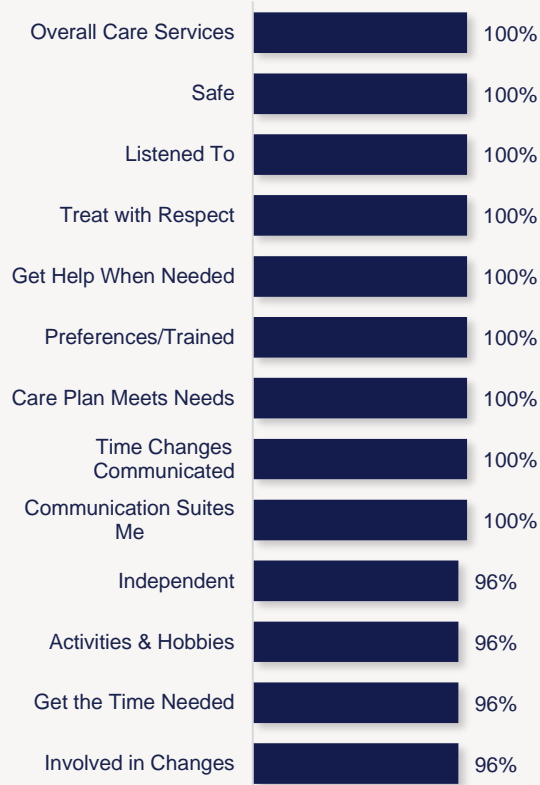 Overall Care Services 100%
Safe 100%
Listened To 100%
Treat with Respect 100%
Get Help When Needed 100%
Preferences/Trained 100%
Care Plan Meets Needs 100%
Time Changes
Communicated 100%
Communication Suites
Me 100%
Independent 96%
Activities & Hobbies 96%
Get the Time Needed 96%
Involved in Changes 96%